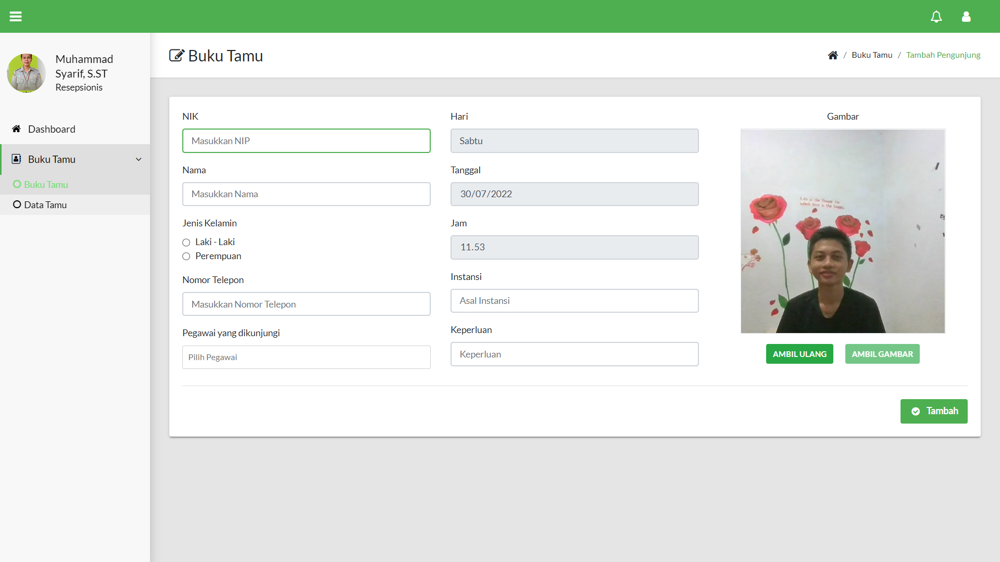 Muhammad
Syarif, S.ST
Resepsionis
Dashboard
Buku Tamu
Buku Tamu
Data Tamu
Buku Tamu
/ Buku Tamu / Tambah Pengunjung
NIK
Masukkan NIP
Nama
Masukkan Nama
Jenis Kelamin
Laki - Laki
Perempuan
Nomor Telepon
Masukkan Nomor Telepon
Pegawai yang dikunjungi
Pilih Pegawai
Hari
Sabtu
Tanggal
30/07/2022
Jam
11.53
Instansi
Asal Instansi
Keperluan
Keperluan
Gambar
AMBIL ULANG
AMBIL GAMBAR
Tambah